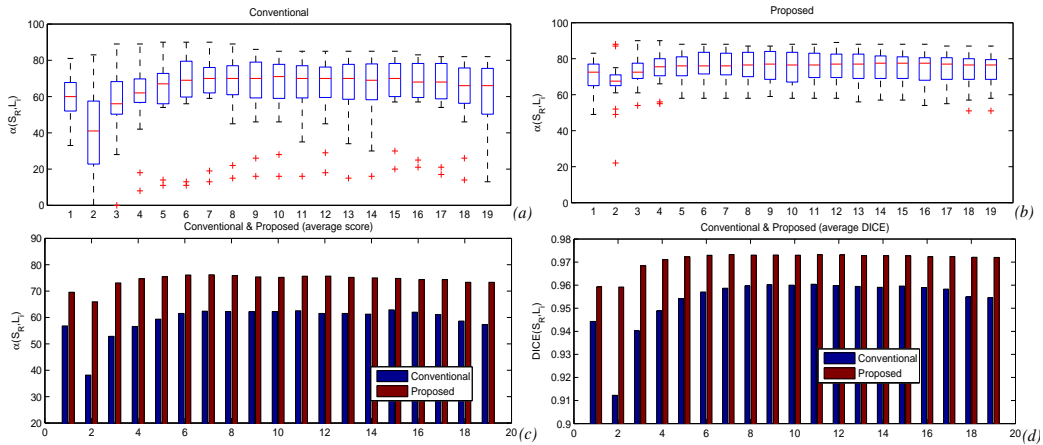 Conventional
100
80
60
40
20
0
α(S_R,L_i)
1 2 3 4 5 6 7 8 9 10 11 12 13 14 15 16 17 18 19
(a)
Proposed
100
80
60
40
20
0
α(S_R,L_i)
1 2 3 4 5 6 7 8 9 10 11 12 13 14 15 16 17 18 19
(b)
Conventional & Proposed (average score)
90
80
70
60
50
40
30
20
α(S_R,L_i)
0 2 4 6 8 10 12 14 16 18 20
Conventional
Proposed
(c)
Conventional & Proposed (average DICE)
0.98
0.97
0.96
0.95
0.94
0.93
0.92
0.91
0.9
DICE(S_R,L_i)
0 2 4 6 8 10 12 14 16 18 20
Conventional
Proposed
(d)